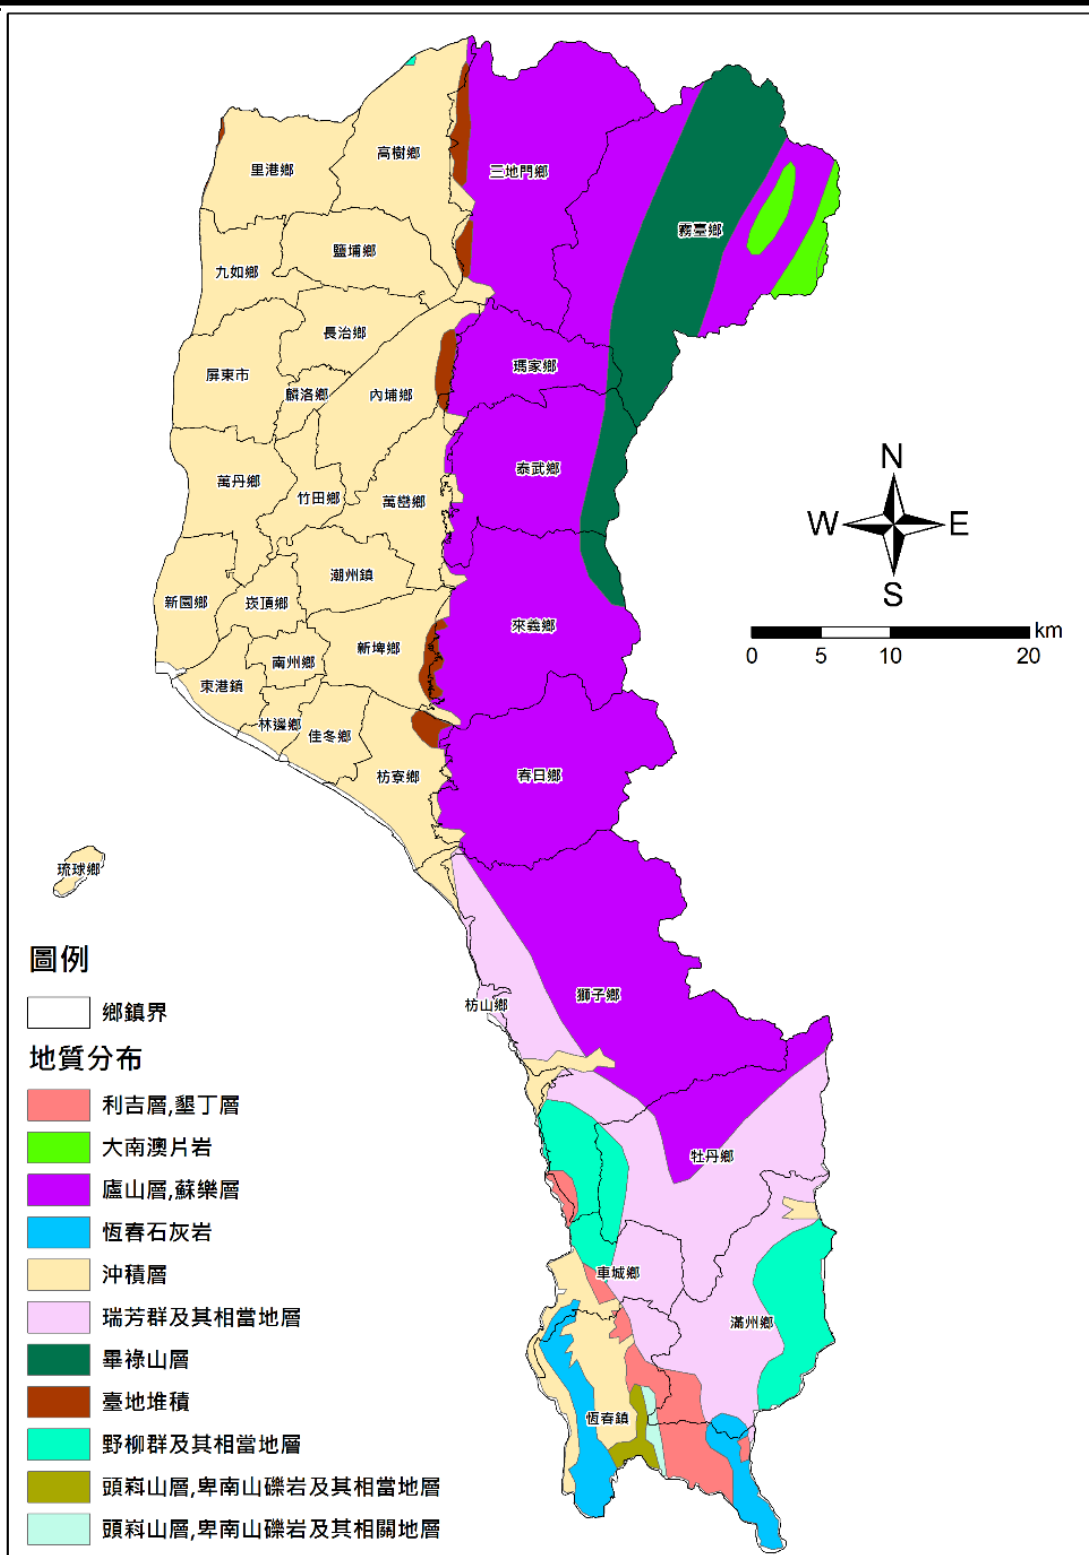 高樹鄉
三地門鄉
里港鄉
霧臺鄉
鹽埔鄉
九如鄉
長治鄉
瑪家鄉
屏東市
麟洛鄉
內埔鄉
泰武鄉
萬丹鄉
竹田鄉
萬巒鄉
潮州鎮
新園鄉
崁頂鄉
來義鄉
新埤鄉
南州鄉
東港鎮
林邊鄉
佳冬鄉
枋寮鄉
春日鄉
琉球鄉
獅子鄉
枋山鄉
牡丹鄉
車城鄉
滿州鄉
恆春鎮
N
W E
S
km
0 5 10 20
圖例
鄉鎮界
地質分布
利吉層,墾丁層
大南澳片岩
廬山層,蘇樂層
恆春石灰岩
沖積層
瑞芳群及其相當地層
畢祿山層
臺地堆積
野柳群及其相當地層
頭嵙山層,卑南山礫岩及其相當地層
頭嵙山層,卑南山礫岩及其相關地層